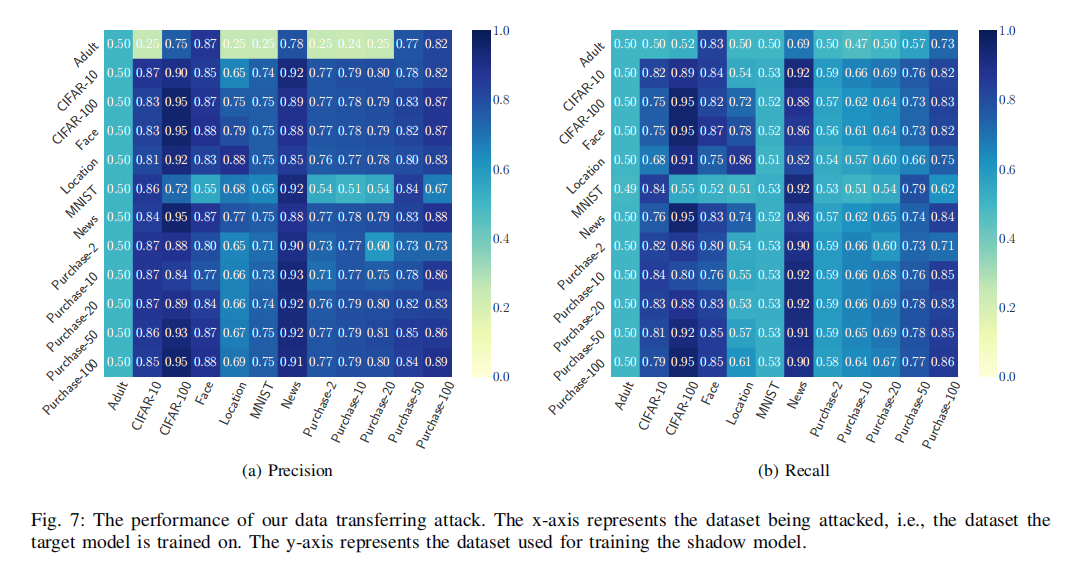 Adult 0.50 0.25 0.75 0.87 0.25 0.25 0.78 0.25 0.24 0.25 0.77 0.82
CIFAR-10 0.50 0.87 0.90 0.85 0.65 0.74 0.92 0.77 0.79 0.80 0.78 0.82
CIFAR-100 0.50 0.83 0.95 0.87 0.75 0.75 0.89 0.77 0.78 0.79 0.83 0.87
Face 0.50 0.83 0.95 0.88 0.79 0.75 0.88 0.77 0.78 0.79 0.82 0.87
Location 0.50 0.81 0.92 0.83 0.88 0.75 0.85 0.76 0.77 0.78 0.80 0.83
MNIST 0.50 0.86 0.72 0.55 0.68 0.65 0.92 0.54 0.51 0.54 0.84 0.67
News 0.50 0.84 0.95 0.87 0.77 0.75 0.88 0.77 0.78 0.79 0.83 0.88
Purchase-2 0.50 0.87 0.88 0.80 0.65 0.71 0.90 0.73 0.77 0.60 0.73 0.73
Purchase-10 0.50 0.87 0.84 0.77 0.66 0.73 0.93 0.71 0.77 0.75 0.78 0.86
Purchase-20 0.50 0.87 0.89 0.84 0.66 0.74 0.92 0.76 0.79 0.80 0.82 0.83
Purchase-50 0.50 0.86 0.93 0.87 0.67 0.75 0.92 0.77 0.79 0.81 0.85 0.86
Purchase-100 0.50 0.85 0.95 0.88 0.69 0.75 0.91 0.77 0.79 0.80 0.84 0.89
Adult CIFAR-10 CIFAR-100 Face Location MNIST News Purchase-2 Purchase-10 Purchase-20 Purchase-50 Purchase-100
1.0
0.8
0.6
0.4
0.2
0.0
(a) Precision
Adult 0.50 0.50 0.52 0.83 0.50 0.50 0.69 0.50 0.47 0.50 0.57 0.73
CIFAR-10 0.50 0.82 0.89 0.84 0.54 0.53 0.92 0.59 0.66 0.69 0.76 0.82
CIFAR-100 0.50 0.75 0.95 0.82 0.72 0.52 0.88 0.57 0.62 0.64 0.73 0.83
Face 0.50 0.75 0.95 0.87 0.78 0.52 0.86 0.56 0.61 0.64 0.73 0.82
Location 0.50 0.68 0.91 0.75 0.86 0.51 0.82 0.54 0.57 0.60 0.66 0.75
MNIST 0.49 0.84 0.55 0.52 0.51 0.53 0.92 0.53 0.51 0.54 0.79 0.62
News 0.50 0.76 0.95 0.83 0.74 0.52 0.86 0.57 0.62 0.65 0.74 0.84
Purchase-2 0.50 0.82 0.86 0.80 0.54 0.53 0.90 0.59 0.66 0.60 0.73 0.71
Purchase-10 0.50 0.84 0.80 0.76 0.55 0.53 0.92 0.59 0.66 0.68 0.76 0.85
Purchase-20 0.50 0.83 0.88 0.83 0.53 0.53 0.92 0.59 0.66 0.69 0.78 0.83
Purchase-50 0.50 0.81 0.92 0.85 0.57 0.53 0.91 0.59 0.65 0.69 0.78 0.85
Purchase-100 0.50 0.79 0.95 0.85 0.61 0.53 0.90 0.58 0.64 0.67 0.77 0.86
Adult CIFAR-10 CIFAR-100 Face Location MNIST News Purchase-2 Purchase-10 Purchase-20 Purchase-50 Purchase-100
1.0
0.8
0.6
0.4
0.2
0.0
(b) Recall
Fig. 7: The performance of our data transferring attack. The x-axis represents the dataset being attacked, i.e., the dataset the
target model is trained on. The y-axis represents the dataset used for training the shadow model.